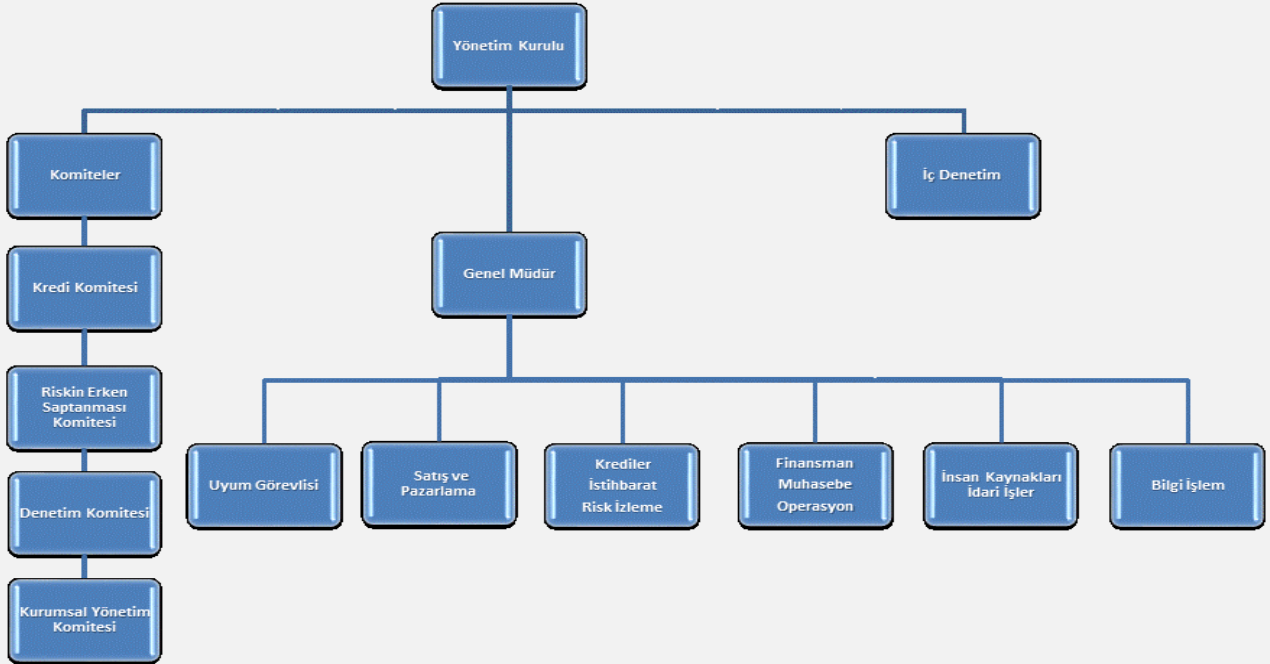 Yönetim Kurulu
Komiteler
İç Denetim
Genel Müdür
Kredi Komitesi
Riskin Erken
Saptanması
Komitesi
Denetim Komitesi
Kurumsal Yönetim
Komitesi
Uyum Görevlisi
Satış ve
Pazarlama
Krediler
İstihbarat
Risk İzleme
Finansman
Muhasebe
Operasyon
İnsan Kaynakları
İdari İşler
Bilgi İşlem